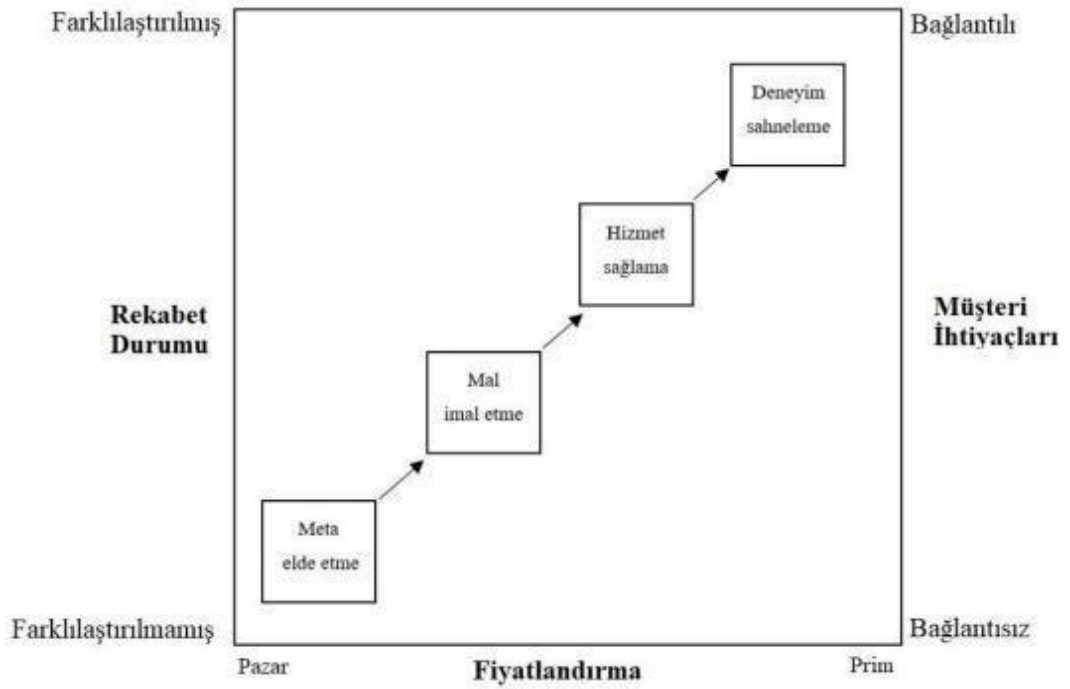 Farklılaştırılmış
Bağlantılı
Deneyim
sahneleme
Hizmet
sağlama
Rekabet
Durumu
Müşteri
İhtiyaçları
Mal
imal etme
Meta
elde etme
Farklılaştırılmamış
Bağlantısız
Pazar
Fiyatlandırma
Prim